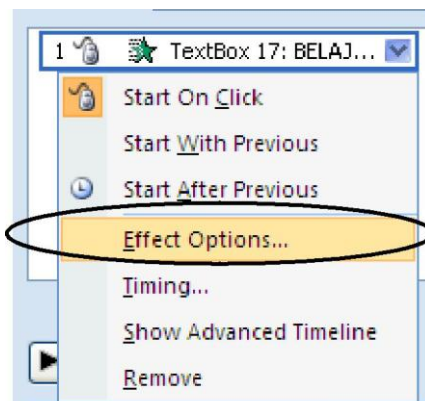 1 TextBox 17: BELAJ...
Start On Click
Start With Previous
Start After Previous
Effect Options...
Timing...
Show Advanced Timeline
Remove